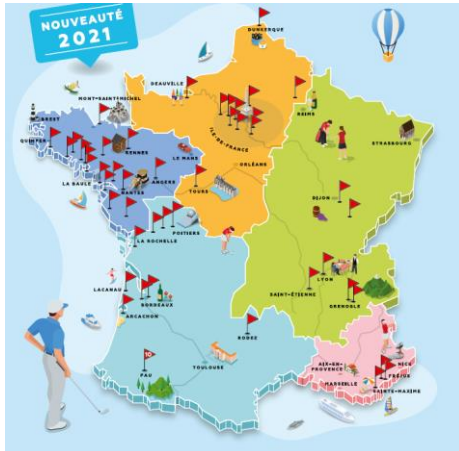 NOUVEAUTÉ
2021
DUNKERQUE
DEAUVILLE
MONT-SAINT-MICHEL
REIMS
BREST
ÎLE-DE-FRANCE
STRASBOURG
QUIMPER
RENNES
LE MANS
ORLÉANS
LA BAULE
ANGERS
TOURS
NANTES
DIJON
POITIERS
LA ROCHELLE
LYON
LACANAU
SAINT-ÉTIENNE
BORDEAUX
GRENOBLE
ARCACHON
RODEZ
AIX-EN-
PROVENCE
NICE
TOULOUSE
FRÉJUS
PAU
MARSEILLE
SAINTE-MAXIME